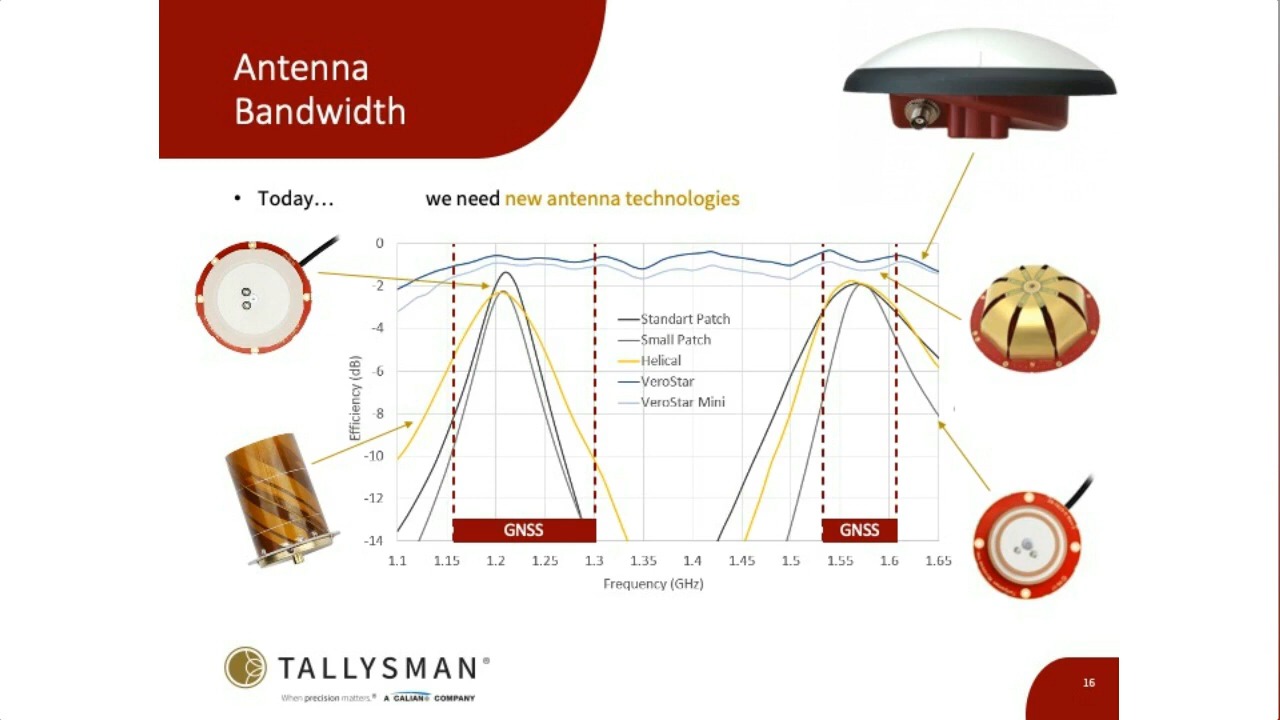 Antenna
Bandwidth
• Today… we need new antenna technologies
0
-2
-4
-6
8
-10
-12
-14
Efficiency (dB)
Standart Patch
Small Patch
Helical
VeroStar
VeroStar Mini
GNSS
GNSS
1.1 1.15 1.2 1.25 1.3 1.35 1.4 1.45 1.5 1.55 1.6 1.65
Frequency (GHz)
TALLYSMAN®
When precision matters.® A CALIAN® COMPANY
16